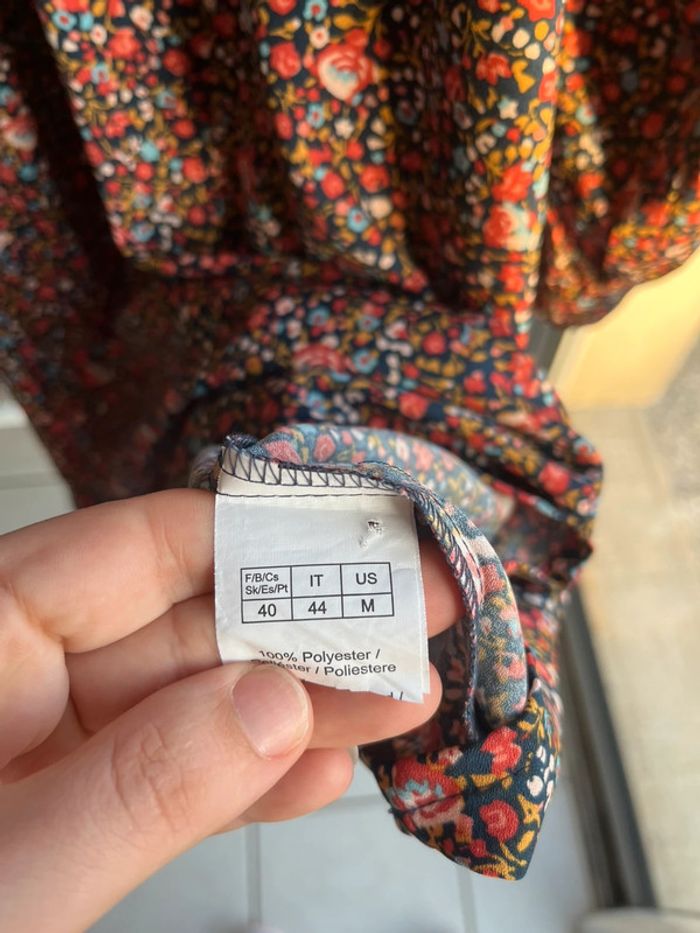 F/B/Cs IT US
Sk/Es/Pt
40 44 M
100% Polyester /
/ Poliestere